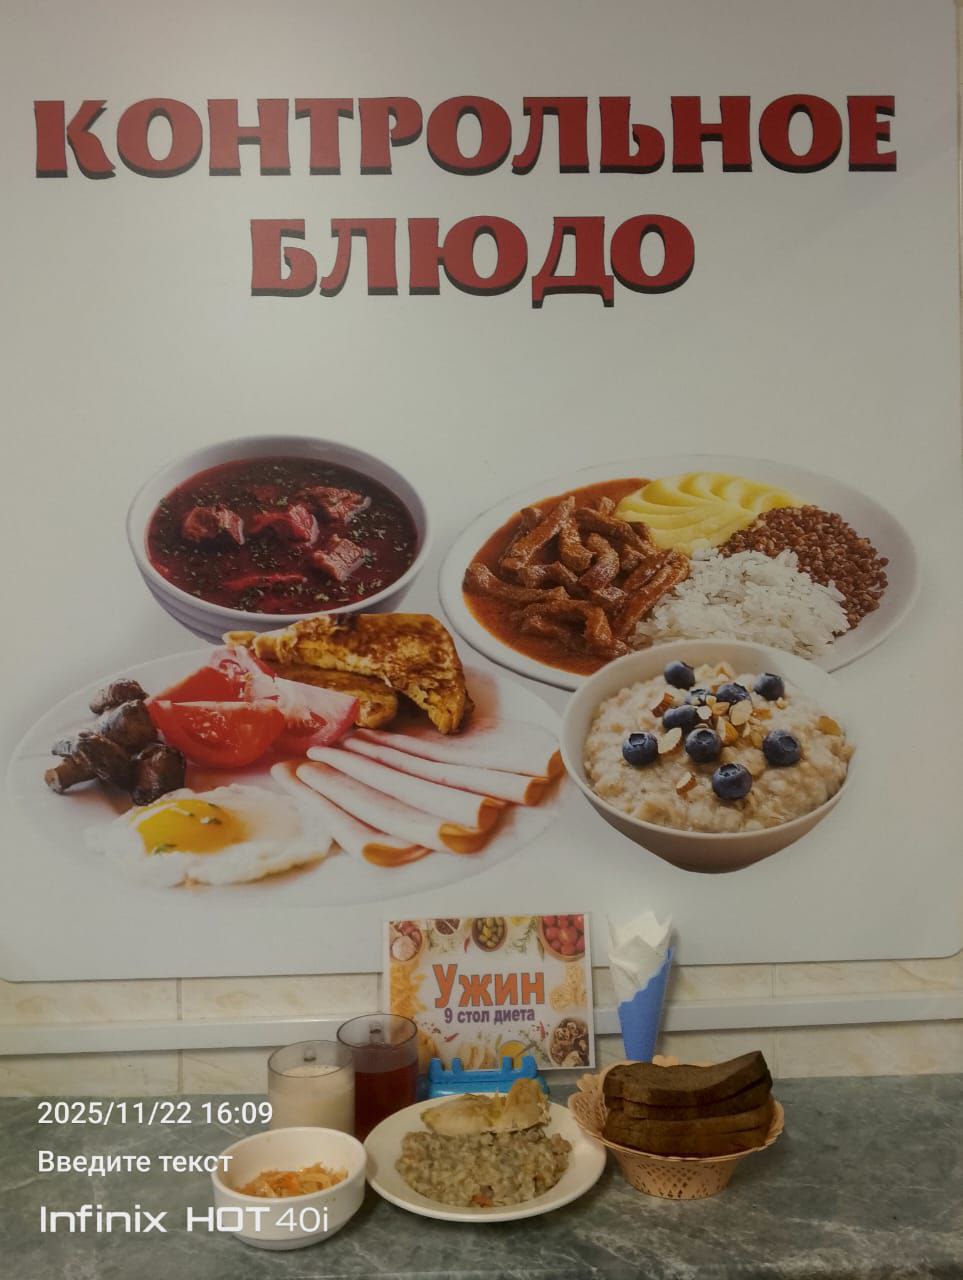 КОНТРОЛЬНОЕ
БЛЮДО
Ужин
9 стол диета
2025/11/22 16:09
Введите текст
Infinix HOT 40i